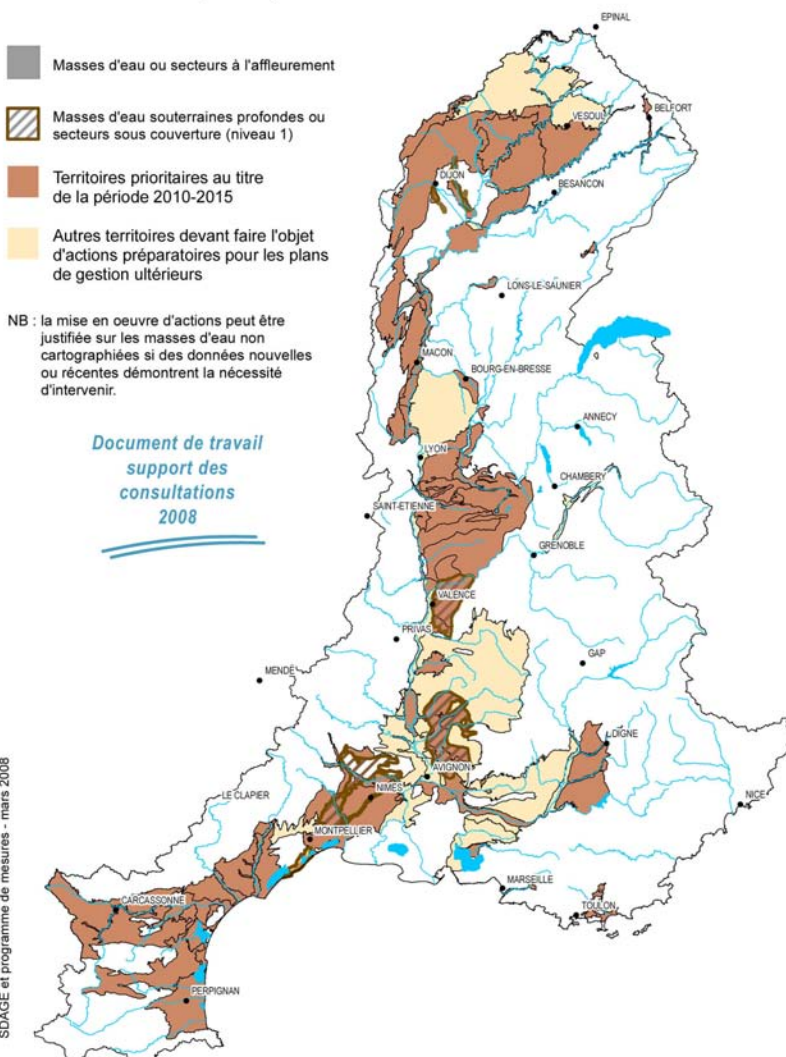 Masses d'eau ou secteurs à l'affleurement
Masses d'eau souterraines profondes ou
secteurs sous couverture (niveau 1)
Territoires prioritaires au titre
de la période 2010-2015
Autres territoires devant faire l'objet
d'actions préparatoires pour les plans
de gestion ultérieurs
NB : la mise en oeuvre d'actions peut être
justifiée sur les masses d'eau non
cartographiées si des données nouvelles
ou récentes démontrent la nécessité
d'intervenir.
Document de travail
support des
consultations
2008
SDAGE et programme de mesures - mars 2008
EPINAL
BELFORT
VESOUL
DIJON
BESANCON
LONS-LE-SAUNIER
MACON
BOURG-EN-BRESSE
ANNECY
LYON
CHAMBERY
SAINT-ETIENNE
GRENOBLE
VALENCE
PRIVAS
GAP
MENDE
DIGNE
AVIGNON
NIMES
LE CLAPIER
NICE
MONTPELLIER
MARSEILLE
CARCASSONNE
TOULON
PERPIGNAN